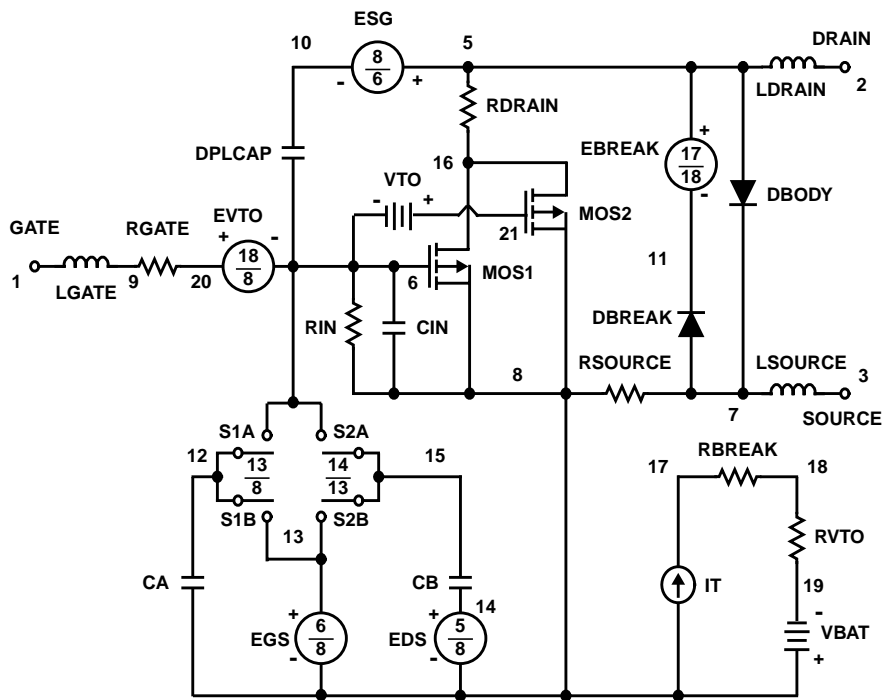 ESG
10
8
6
5
-
+
DRAIN
2
LDRAIN
RDRAIN
DPLCAP
16
EBREAK
+
17
18
-
DBODY
VTO
-
+
MOS2
21
GATE
1
LGATE
RGATE
9
20
EVTO
-
18
8
6
MOS1
11
RIN
CIN
DBREAK
8
RSOURCE
LSOURCE
3
7
SOURCE
S1A
S2A
12
13
8
14
13
15
S1B
S2B
13
RBREAK
17
18
RVTO
CA
CB
IT
19
14
+
6
8
-
EGS
+
5
8
-
EDS
-
VBAT
+